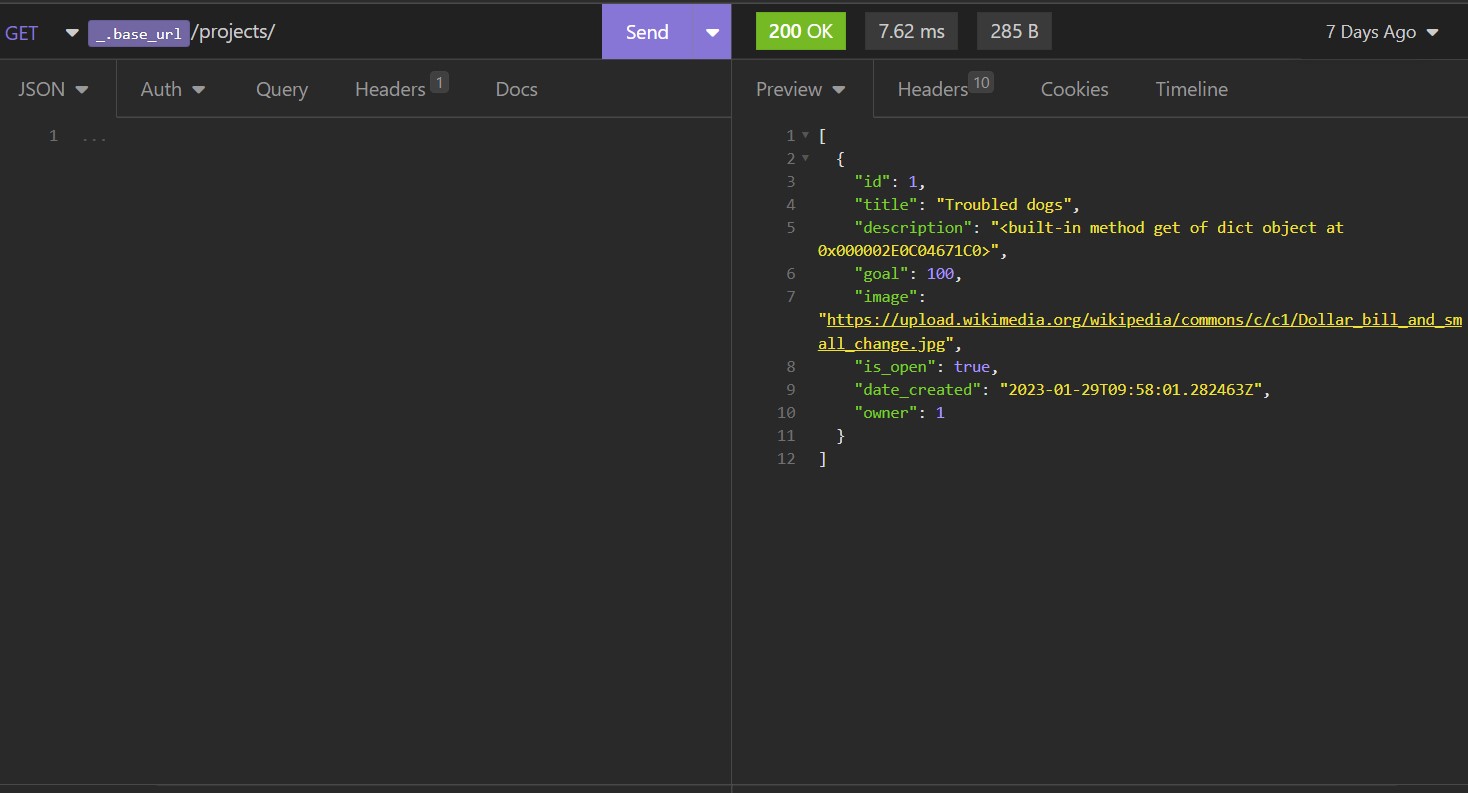 GET _.base_url /projects/ Send 200 OK 7.62 ms 285 B 7 Days Ago
JSON Auth Query Headers 1 Docs Preview Headers 10 Cookies Timeline
1 ...
1 [
2 {
3 "id": 1,
4 "title": "Troubled dogs",
5 "description": "<built-in method get of dict object at
0x000002E0C04671C0>",
6 "goal": 100,
7 "image":
"https://upload.wikimedia.org/wikipedia/commons/c/c1/Dollar_bill_and_sm
all_change.jpg",
8 "is_open": true,
9 "date_created": "2023-01-29T09:58:01.282463Z",
10 "owner": 1
11 }
12 ]